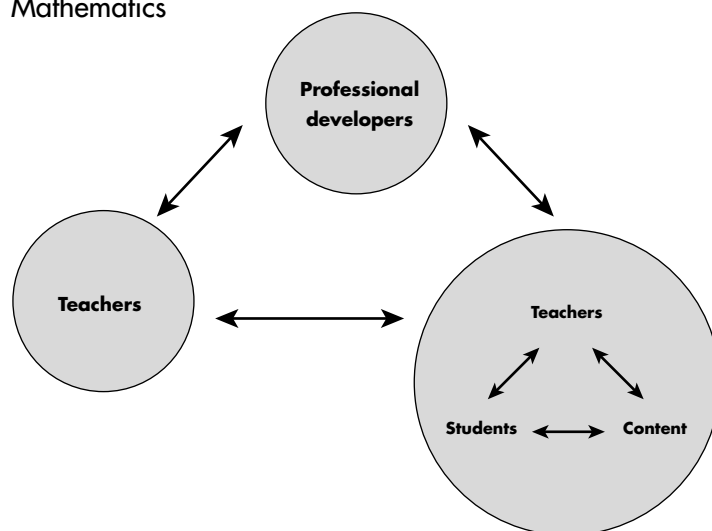 Mathematics
Professional
developers
Teachers
Teachers
Students
Content